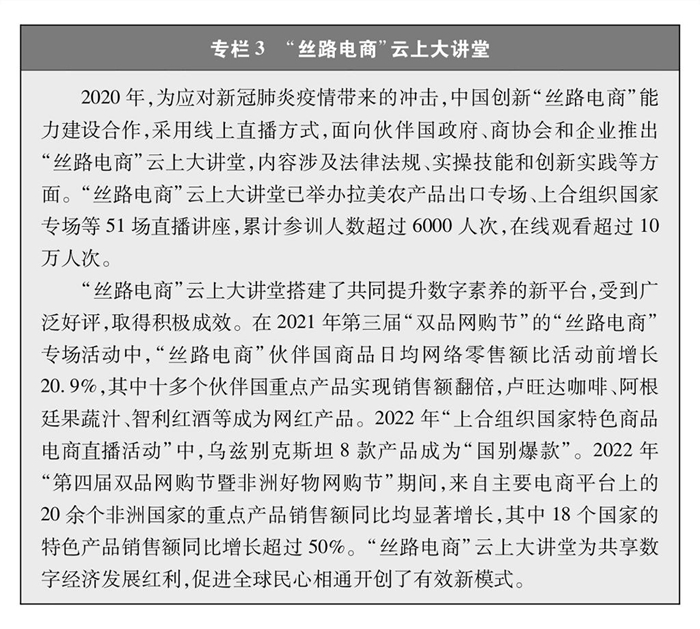 专栏 3 “丝路电商”云上大讲堂
2020 年，为应对新冠肺炎疫情带来的冲击，中国创新“丝路电商”能
力建设合作，采用线上直播方式，面向伙伴国政府、商协会和企业推出
“丝路电商”云上大讲堂，内容涉及法律法规、实操技能和创新实践等方
面。“丝路电商”云上大讲堂已举办拉美农产品出口专场、上合组织国家
专场等 51 场直播讲座，累计参训人数超过 6000 人次，在线观看超过 10
万人次。
“丝路电商”云上大讲堂搭建了共同提升数字素养的新平台，受到广
泛好评，取得积极成效。在 2021 年第三届“双品网购节”的“丝路电商”
专场活动中，“丝路电商”伙伴国商品日均网络零售额比活动前增长
20.9%，其中十多个伙伴国重点产品实现销售额翻倍，卢旺达咖啡、阿根
廷果蔬汁、智利红酒等成为网红产品。2022 年“上合组织国家特色商品
电商直播活动”中，乌兹别克斯坦 8 款产品成为“国别爆款”。2022 年
“第四届双品网购节暨非洲好物网购节”期间，来自主要电商平台上的
20 余个非洲国家的重点产品销售额同比均显著增长，其中 18 个国家的
特色产品销售额同比增长超过 50%。“丝路电商”云上大讲堂为共享数
字经济发展红利，促进全球民心相通开创了有效新模式。